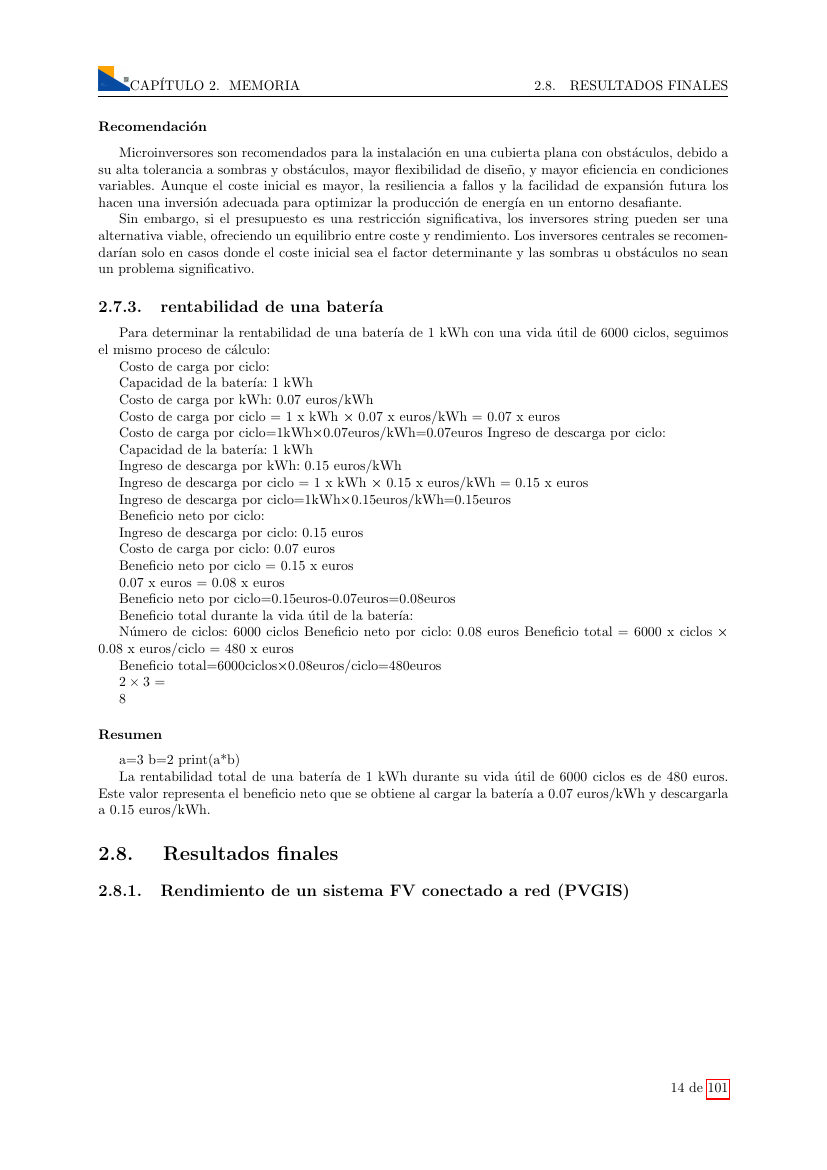 CAPÍTULO 2. MEMORIA 2.8. RESULTADOS FINALES
Recomendación
Microinversores son recomendados para la instalación en una cubierta plana con obstáculos, debido a
su alta tolerancia a sombras y obstáculos, mayor flexibilidad de diseño, y mayor eficiencia en condiciones
variables. Aunque el coste inicial es mayor, la resiliencia a fallos y la facilidad de expansión futura los
hacen una inversión adecuada para optimizar la producción de energía en un entorno desafiante.
Sin embargo, si el presupuesto es una restricción significativa, los inversores string pueden ser una
alternativa viable, ofreciendo un equilibrio entre coste y rendimiento. Los inversores centrales se recomen-
darían solo en casos donde el coste inicial sea el factor determinante y las sombras u obstáculos no sean
un problema significativo.
2.7.3. rentabilidad de una batería
Para determinar la rentabilidad de una batería de 1 kWh con una vida útil de 6000 ciclos, seguimos
el mismo proceso de cálculo:
Costo de carga por ciclo:
Capacidad de la batería: 1 kWh
Costo de carga por kWh: 0.07 euros/kWh
Costo de carga por ciclo = 1 x kWh × 0.07 x euros/kWh = 0.07 x euros
Costo de carga por ciclo=1kWh×0.07euros/kWh=0.07euros Ingreso de descarga por ciclo:
Capacidad de la batería: 1 kWh
Ingreso de descarga por kWh: 0.15 euros/kWh
Ingreso de descarga por ciclo = 1 x kWh × 0.15 x euros/kWh = 0.15 x euros
Ingreso de descarga por ciclo=1kWh×0.15euros/kWh=0.15euros
Beneficio neto por ciclo:
Ingreso de descarga por ciclo: 0.15 euros
Costo de carga por ciclo: 0.07 euros
Beneficio neto por ciclo = 0.15 x euros
0.07 x euros = 0.08 x euros
Beneficio neto por ciclo=0.15euros-0.07euros=0.08euros
Beneficio total durante la vida útil de la batería:
Número de ciclos: 6000 ciclos Beneficio neto por ciclo: 0.08 euros Beneficio total = 6000 x ciclos ×
0.08 x euros/ciclo = 480 x euros
Beneficio total=6000ciclos×0.08euros/ciclo=480euros
2 × 3 =
8
Resumen
a=3 b=2 print(a*b)
La rentabilidad total de una batería de 1 kWh durante su vida útil de 6000 ciclos es de 480 euros.
Este valor representa el beneficio neto que se obtiene al cargar la batería a 0.07 euros/kWh y descargarla
a 0.15 euros/kWh.
2.8. Resultados finales
2.8.1. Rendimiento de un sistema FV conectado a red (PVGIS)
14 de 101